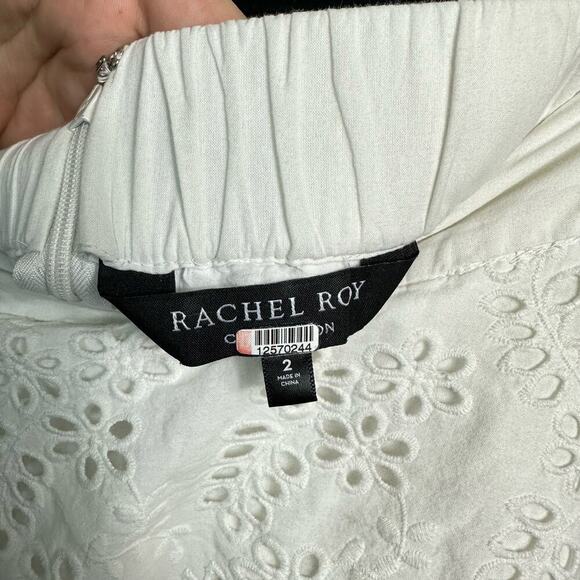 RACHEL ROY
12570244
2
MADE IN
CHINA